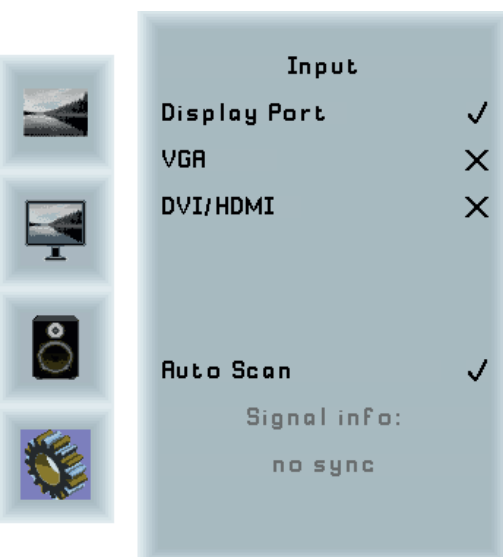 Input
Display Port ✓
VGA X
DVI/HDMI X
Auto Scan ✓
Signal info:
no sync